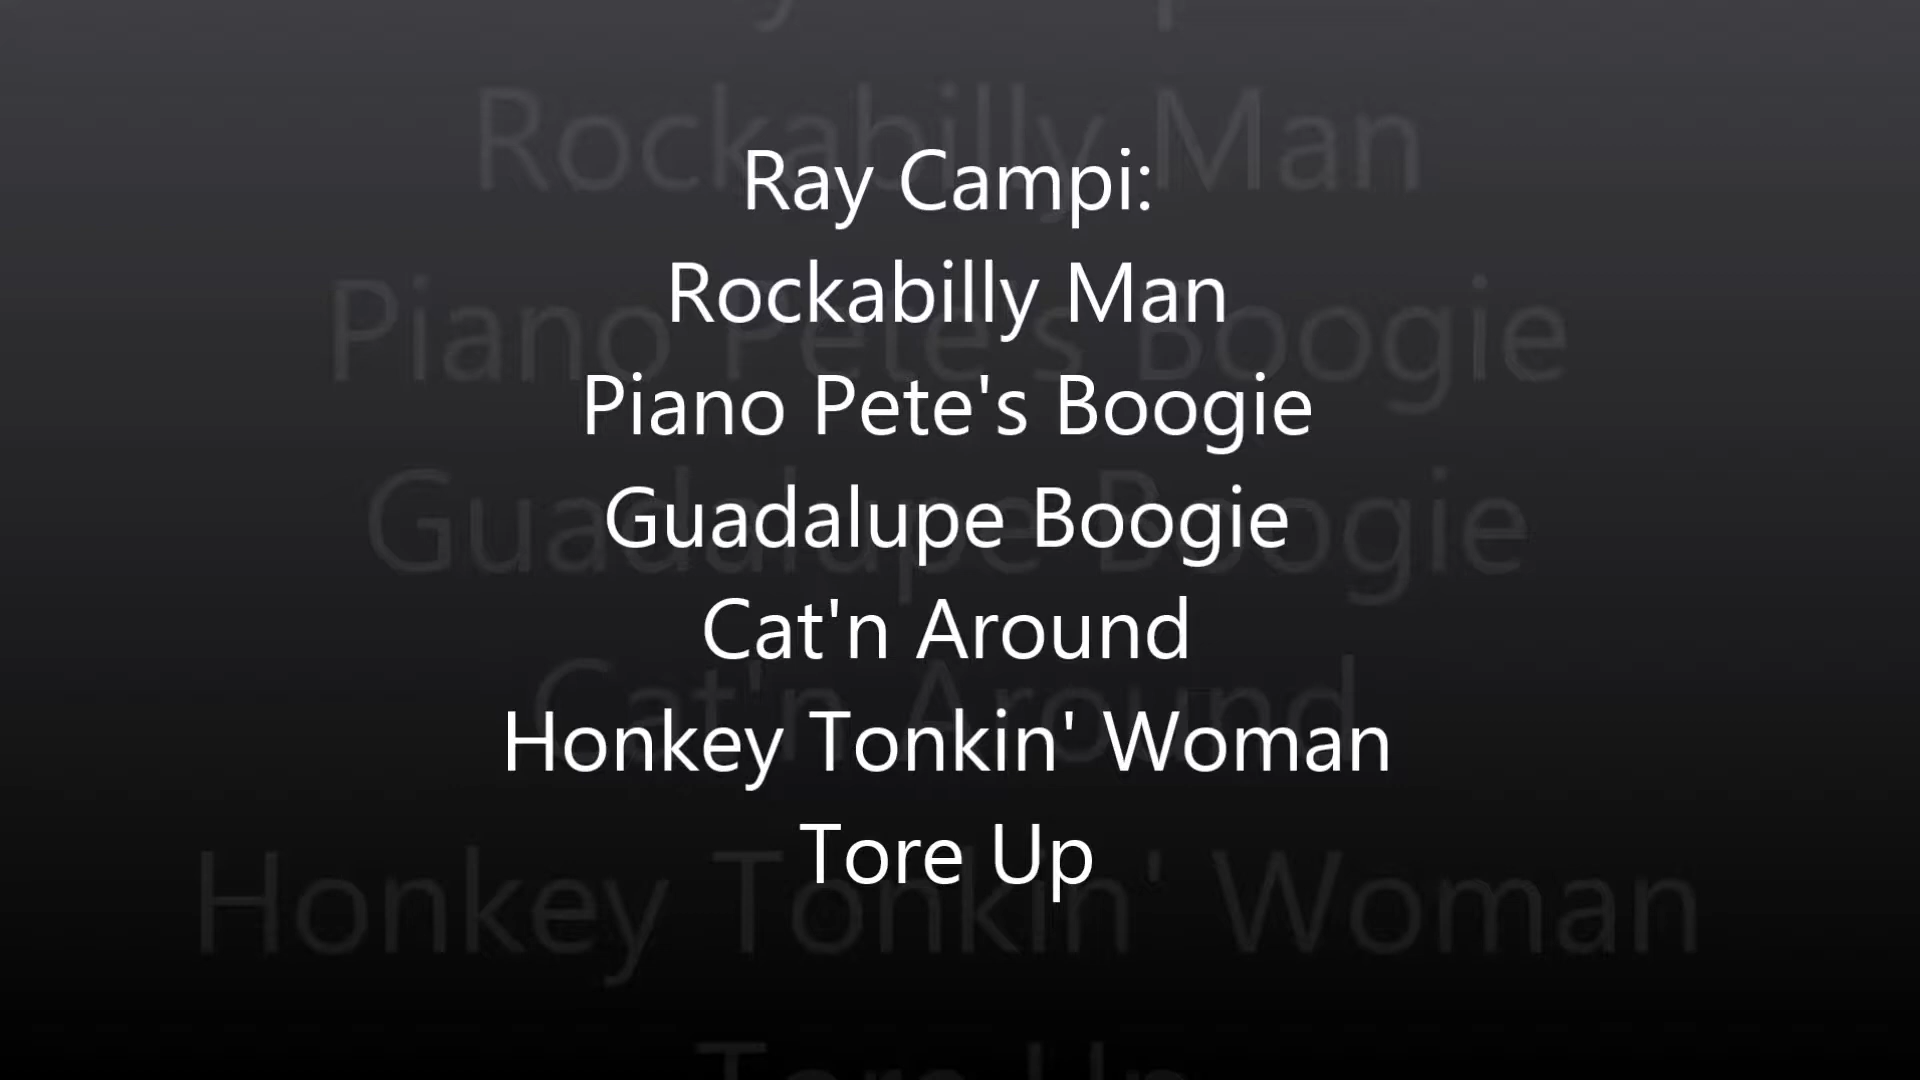 Ray Campi:
Rockabilly Man
Piano Pete's Boogie
Guadalupe Boogie
Cat'n Around
Honkey Tonkin' Woman
Tore Up